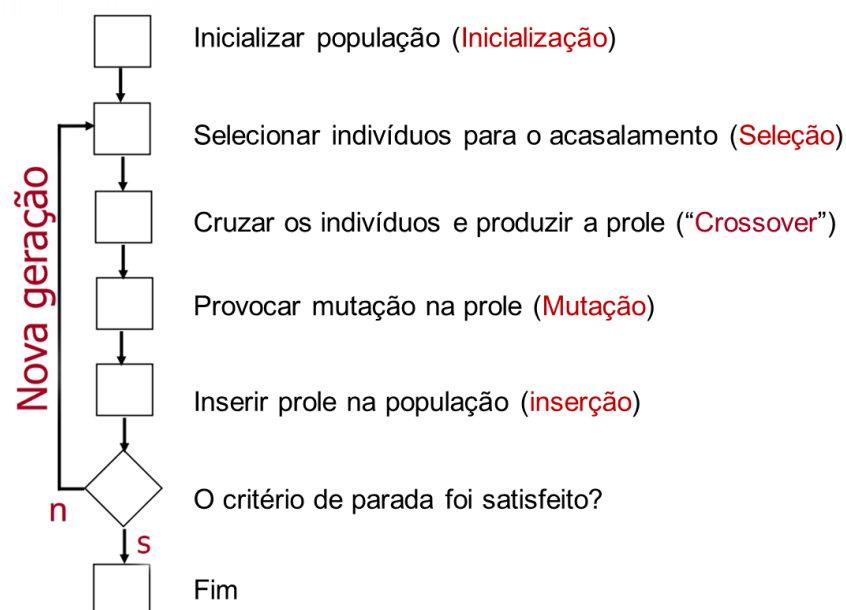 Inicializar população (Inicialização)
Selecionar indivíduos para o acasalamento (Seleção)
Cruzar os indivíduos e produzir a prole (“Crossover”)
Provocar mutação na prole (Mutação)
Inserir prole na população (inserção)
O critério de parada foi satisfeito?
Fim
Nova geração
n
s